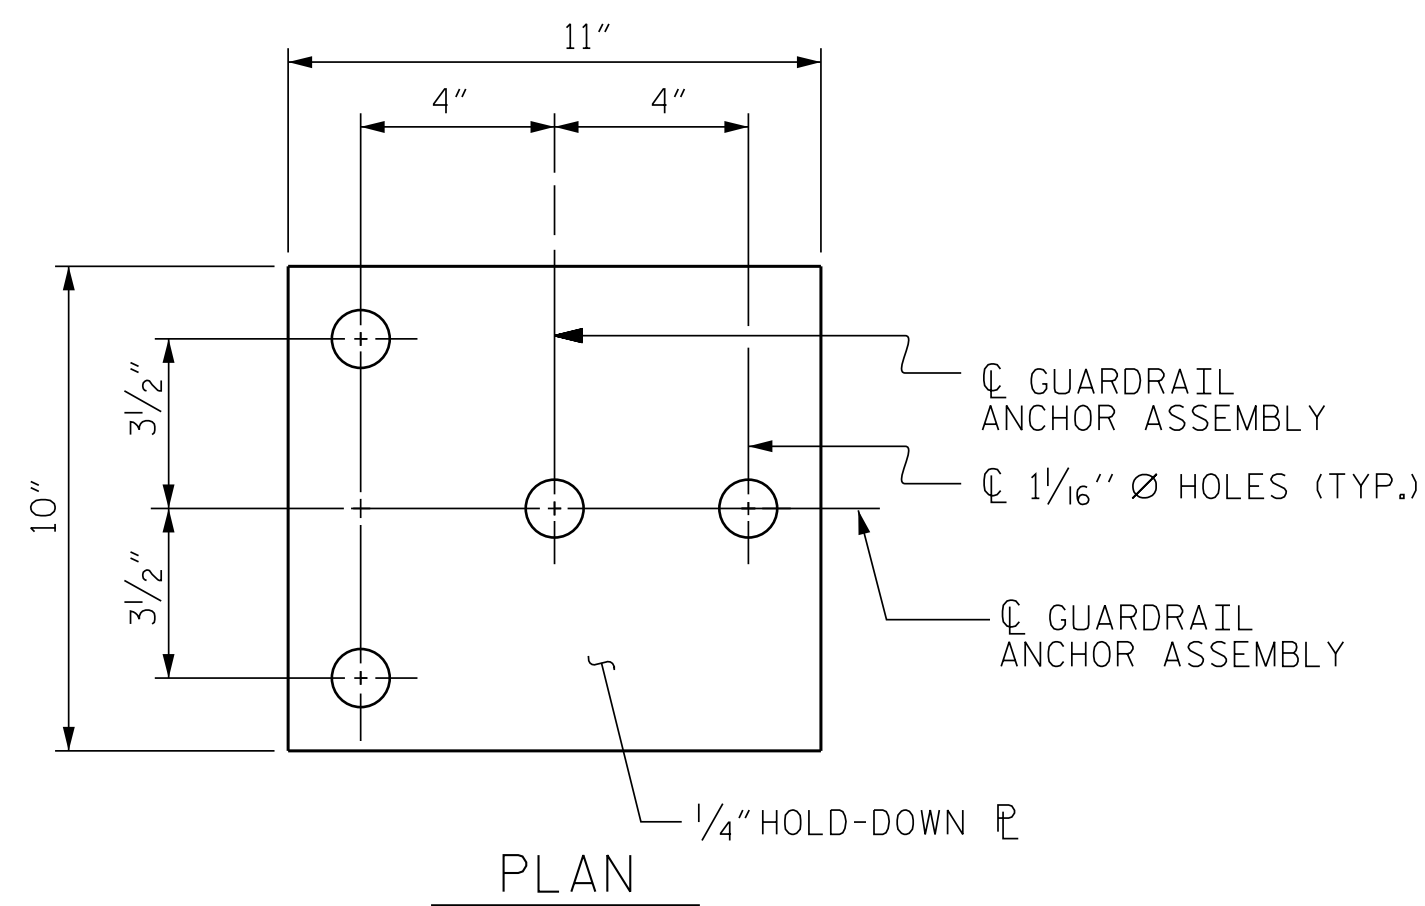 11″
4″ 4″
℄ GUARDRAIL
ANCHOR ASSEMBLY
3 1/2″
℄ 1 1/16″ Ø HOLES (TYP.)
10″
3 1/2″
℄ GUARDRAIL
ANCHOR ASSEMBLY
1/4″ HOLD-DOWN ⅊
PLAN